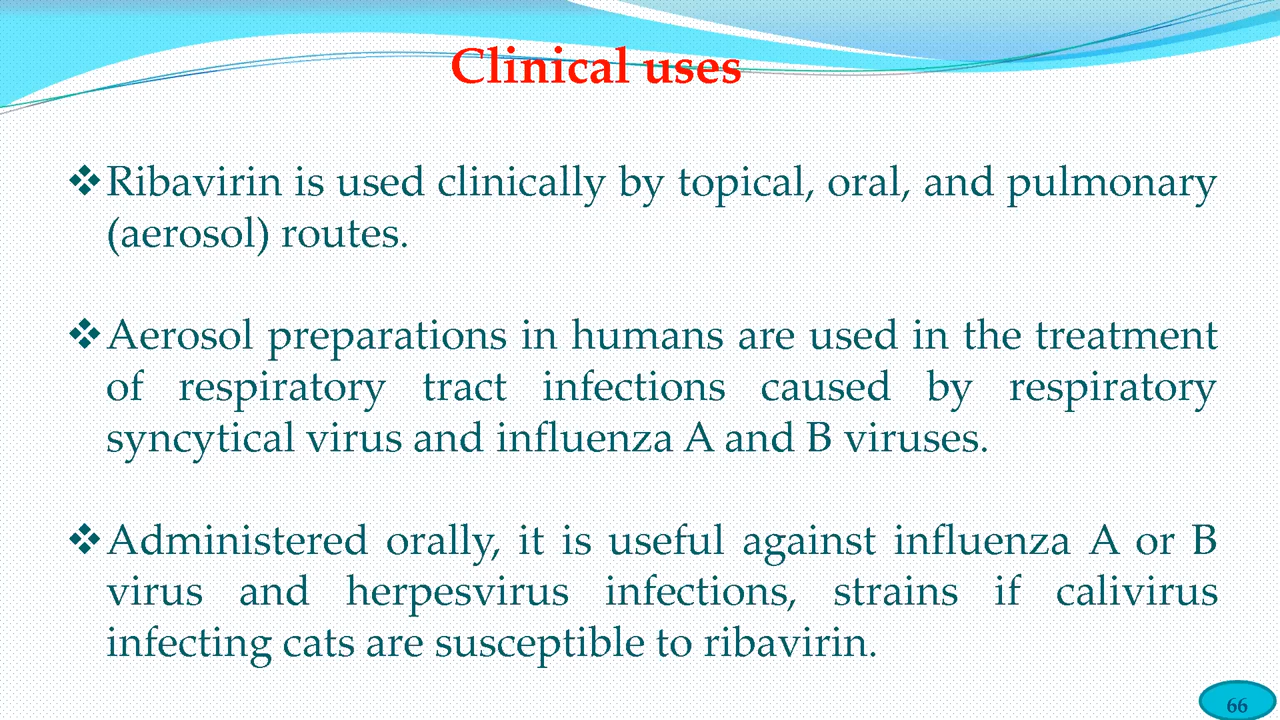 Clinical uses
❖Ribavirin is used clinically by topical, oral, and pulmonary
(aerosol) routes.
❖Aerosol preparations in humans are used in the treatment
of respiratory tract infections caused by respiratory
syncytical virus and influenza A and B viruses.
❖Administered orally, it is useful against influenza A or B
virus and herpesvirus infections, strains if calivirus
infecting cats are susceptible to ribavirin.
66